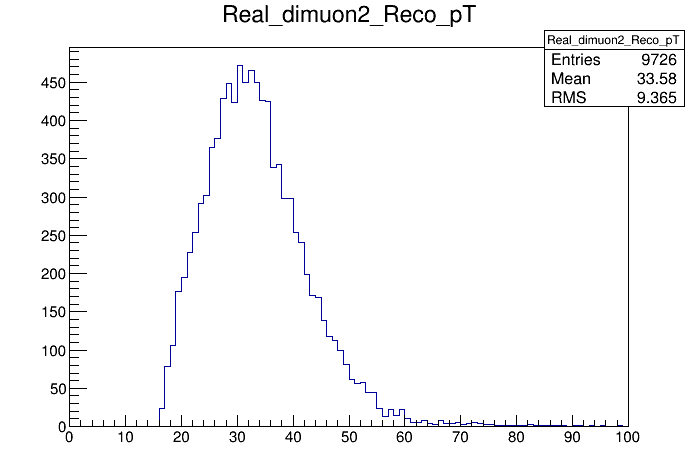 Real_dimuon2_Reco_pT
Real_dimuon2_Reco_pT
Entries 9726
Mean 33.58
RMS 9.365
450
400
350
300
250
200
150
100
50
0
0 10 20 30 40 50 60 70 80 90 100